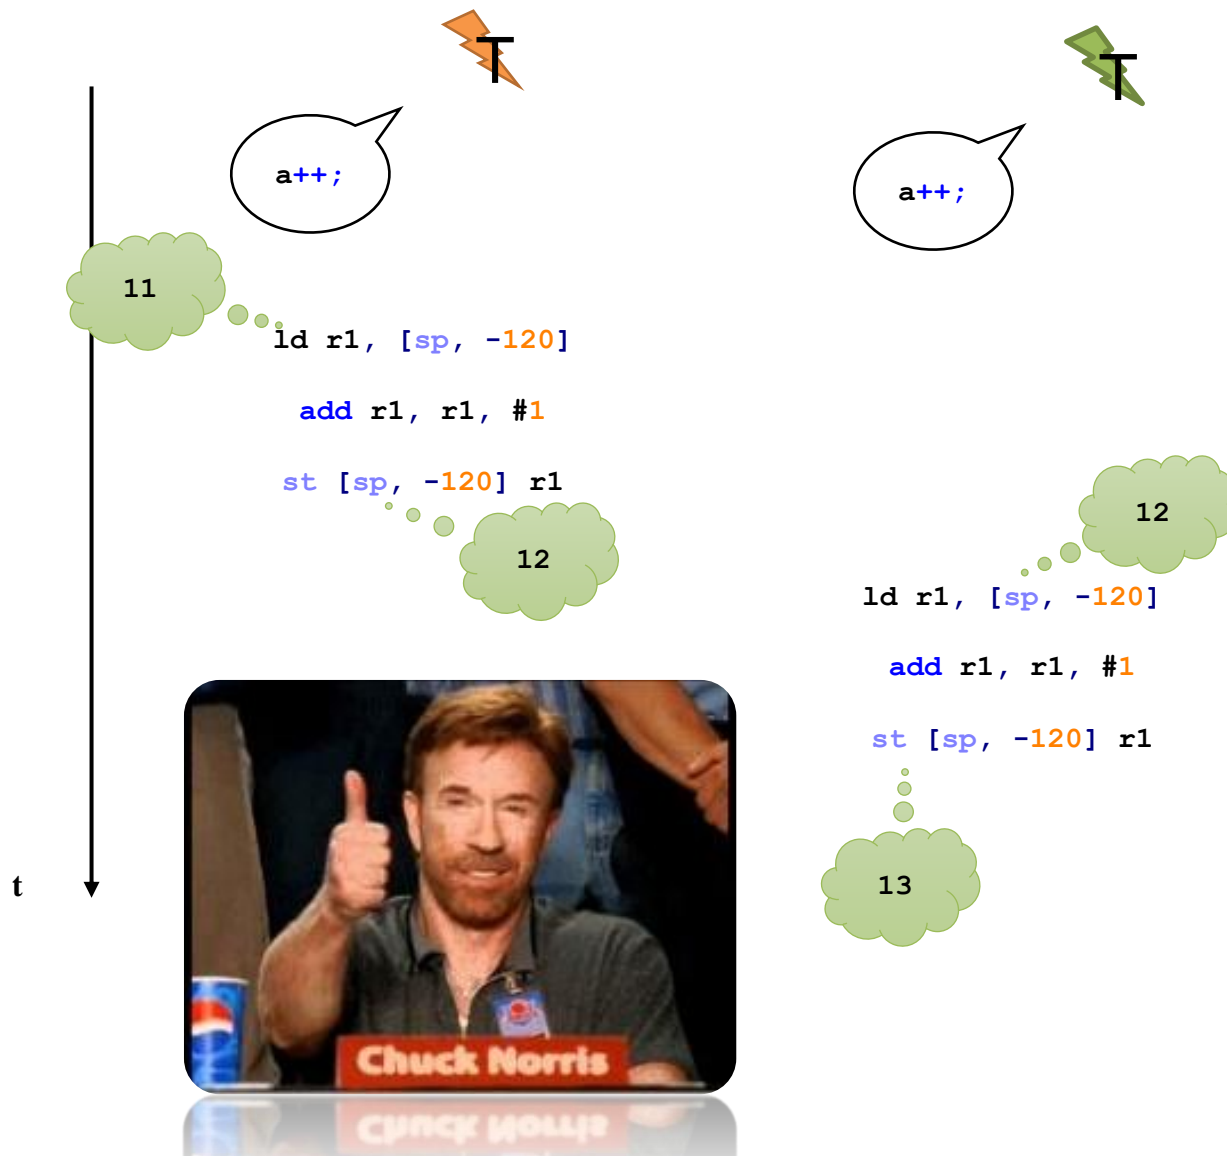 T
T
a++;
a++;
11
ld r1, [sp, -120]
add r1, r1, #1
st [sp, -120] r1
12
12
ld r1, [sp, -120]
add r1, r1, #1
st [sp, -120] r1
13
t
Chuck Norris